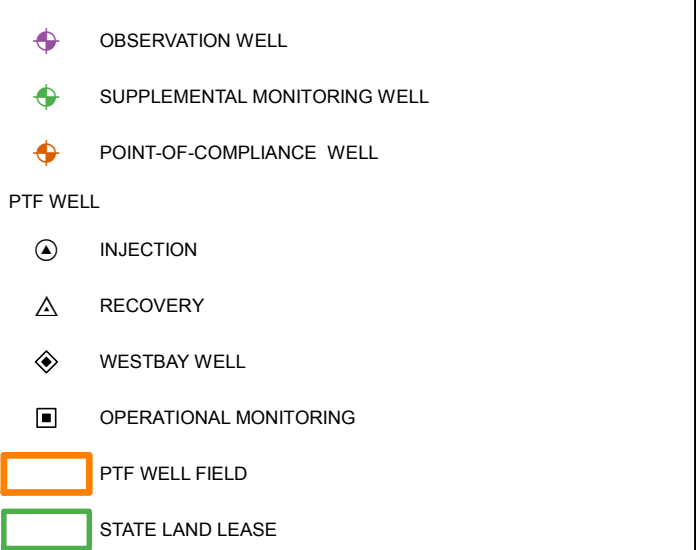 OBSERVATION WELL
SUPPLEMENTAL MONITORING WELL
POINT-OF-COMPLIANCE WELL
PTF WELL
INJECTION
RECOVERY
WESTBAY WELL
OPERATIONAL MONITORING
PTF WELL FIELD
STATE LAND LEASE